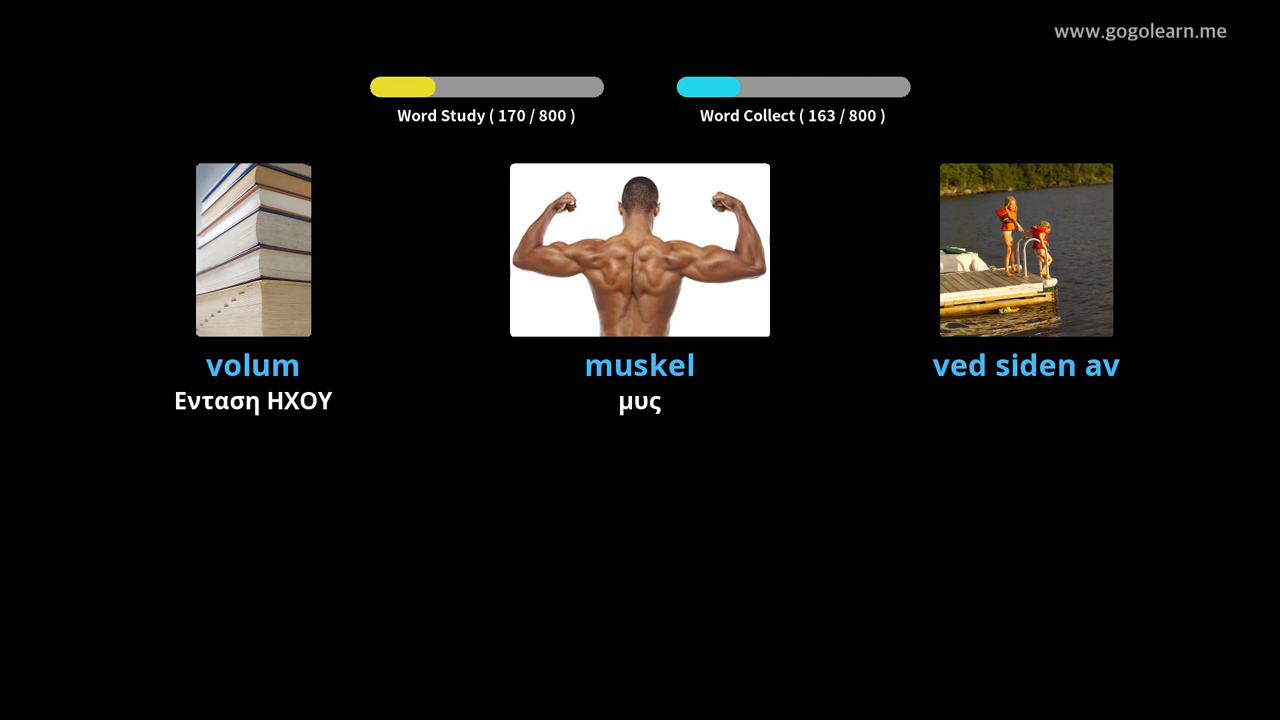 www.gogolearn.me
Word Study ( 170 / 800 )
Word Collect ( 163 / 800 )
volum
muskel
ved siden av
Ενταση ΗΧΟΥ
μυς